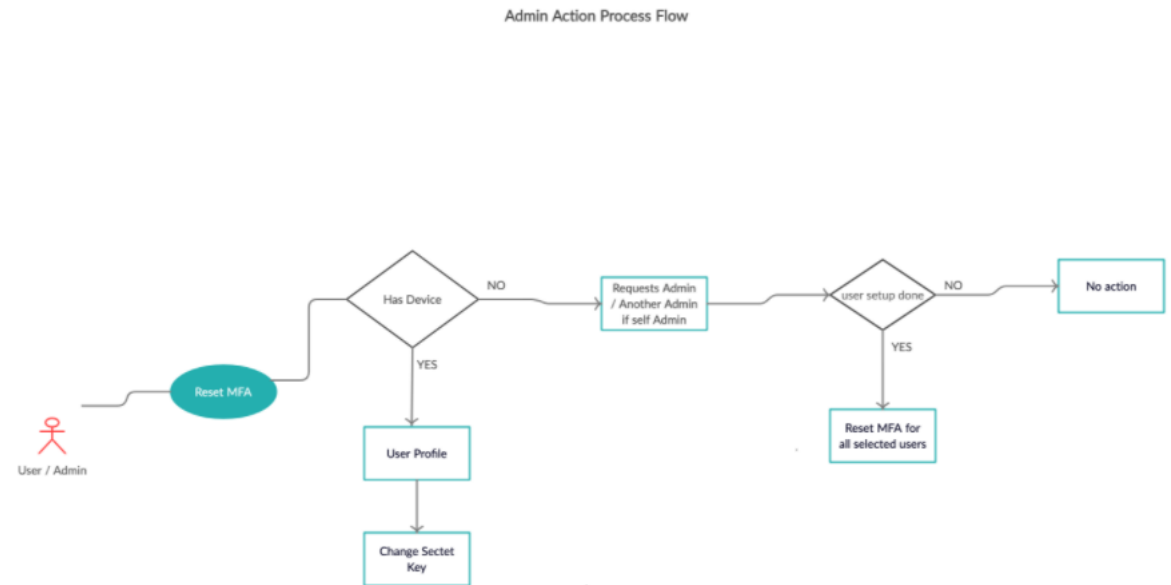 Admin Action Process Flow
Has Device
NO
Requests Admin
/ Another Admin
if self Admin
user setup done
NO
No action
YES
YES
Reset MFA
User / Admin
User Profile
Reset MFA for
all selected users
Change Sectet
Key